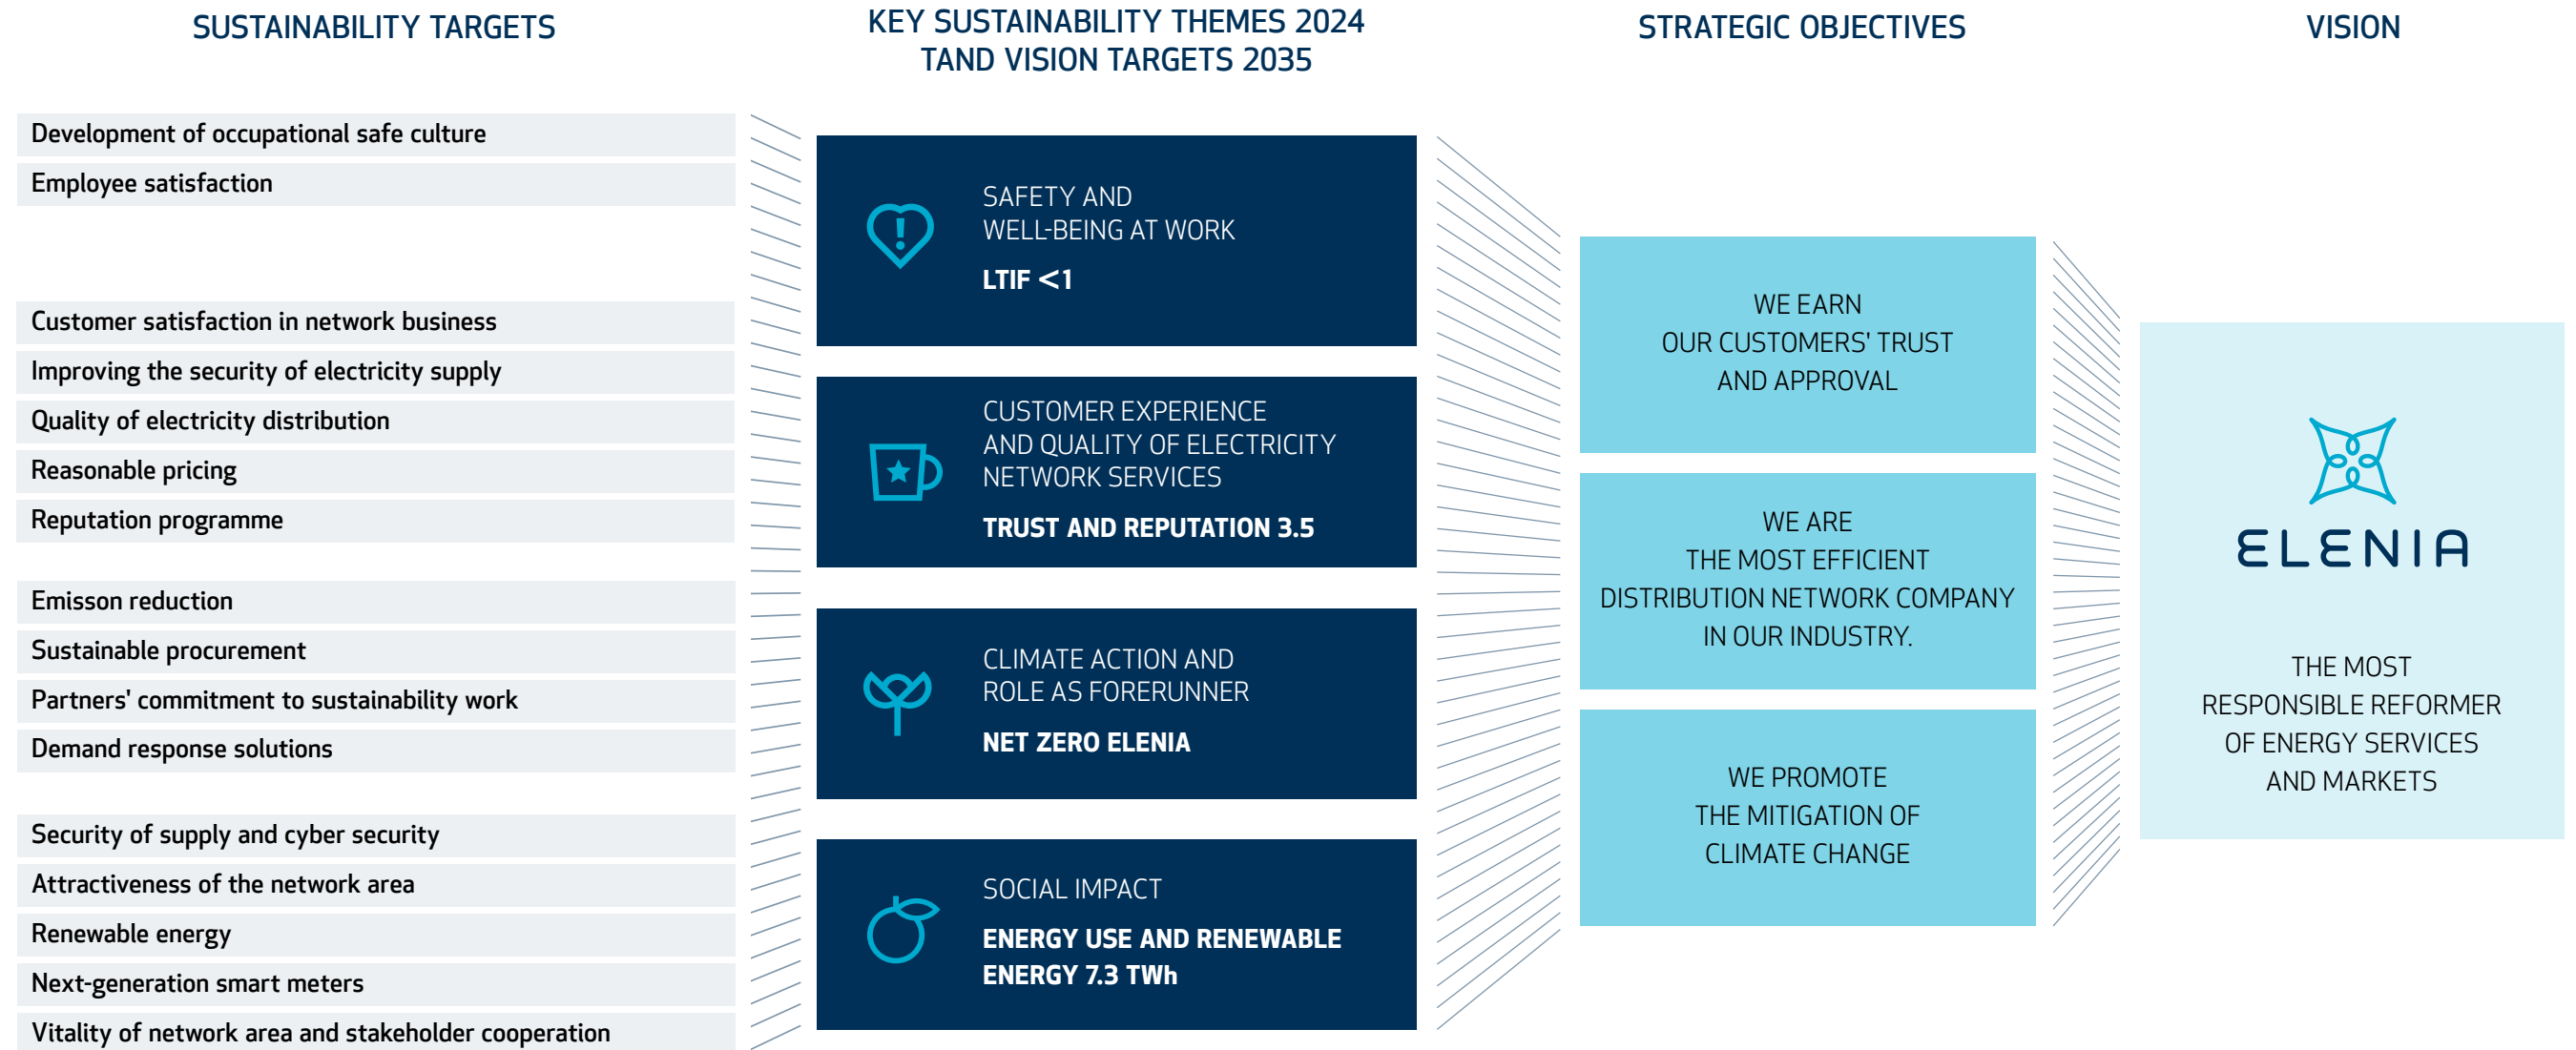 SUSTAINABILITY TARGETS
Development of occupational safe culture
Employee satisfaction
Customer satisfaction in network business
Improving the security of electricity supply
Quality of electricity distribution
Reasonable pricing
Reputation programme
Emisson reduction
Sustainable procurement
Partners' commitment to sustainability work
Demand response solutions
Security of supply and cyber security
Attractiveness of the network area
Renewable energy
Next-generation smart meters
Vitality of network area and stakeholder cooperation
KEY SUSTAINABILITY THEMES 2024
TAND VISION TARGETS 2035
SAFETY AND
WELL-BEING AT WORK
LTIF <1
CUSTOMER EXPERIENCE
AND QUALITY OF ELECTRICITY
NETWORK SERVICES
TRUST AND REPUTATION 3.5
CLIMATE ACTION AND
ROLE AS FORERUNNER
NET ZERO ELENIA
SOCIAL IMPACT
ENERGY USE AND RENEWABLE
ENERGY 7.3 TWh
STRATEGIC OBJECTIVES
WE EARN
OUR CUSTOMERS' TRUST
AND APPROVAL
WE ARE
THE MOST EFFICIENT
DISTRIBUTION NETWORK COMPANY
IN OUR INDUSTRY.
WE PROMOTE
THE MITIGATION OF
CLIMATE CHANGE
VISION
ELENIA
THE MOST
RESPONSIBLE REFORMER
OF ENERGY SERVICES
AND MARKETS